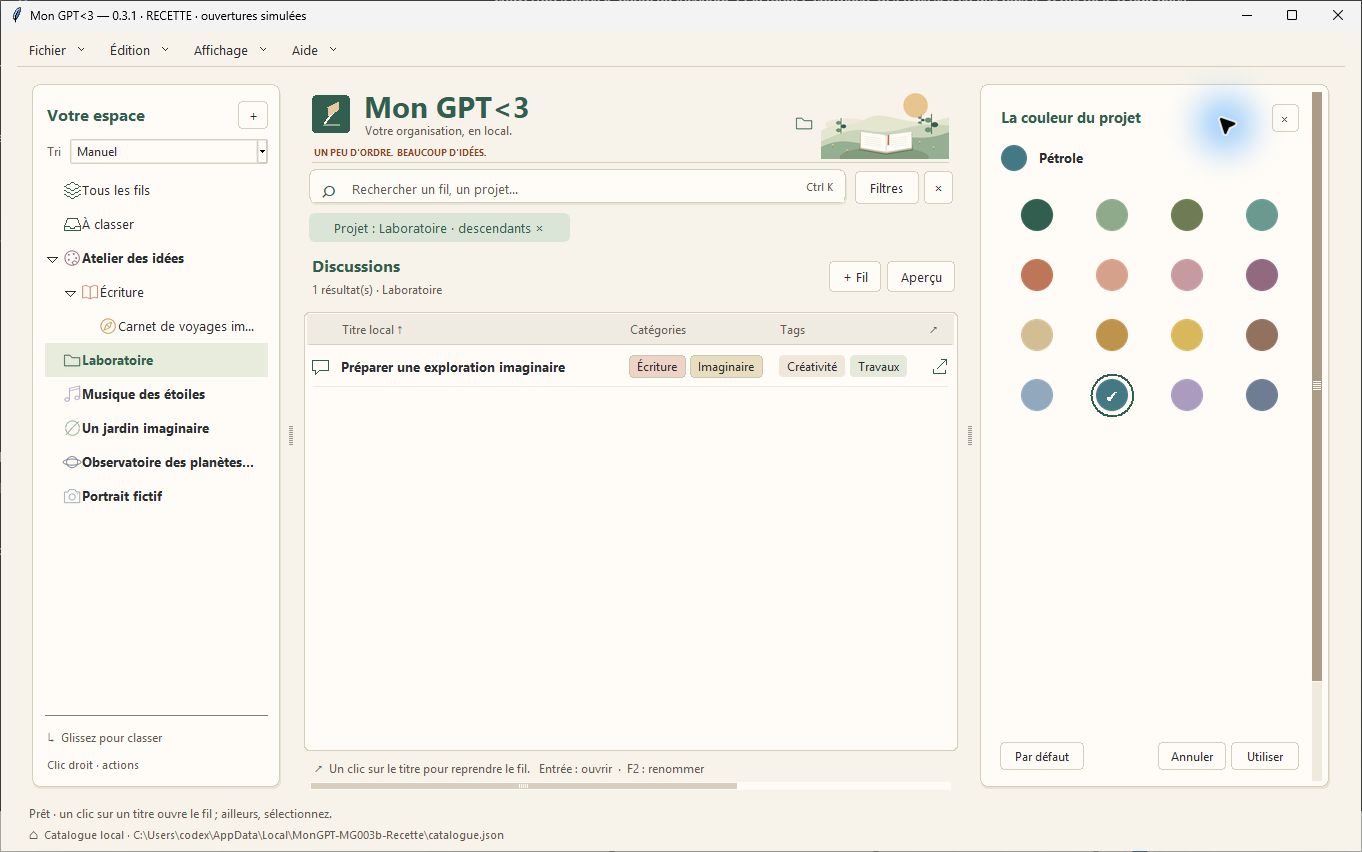 Mon GPT<3 — 0.3.1 · RECETTE · ouvertures simulées
Fichier Édition Affichage Aide
Votre espace
+
Tri Manuel
Tous les fils
À classer
Atelier des idées
Écriture
Carnet de voyages im...
Laboratoire
Musique des étoiles
Un jardin imaginaire
Observatoire des planètes...
Portrait fictif
Glissez pour classer
Clic droit · actions
Mon GPT<3
Votre organisation, en local.
UN PEU D'ORDRE. BEAUCOUP D'IDÉES.
Rechercher un fil, un projet... Ctrl K
Filtres
×
Projet : Laboratoire · descendants ×
Discussions
1 résultat(s) · Laboratoire
+ Fil
Aperçu
Titre local ↑ Catégories Tags ↗
Préparer une exploration imaginaire Écriture Imaginaire Créativité Travaux
↗ Un clic sur le titre pour reprendre le fil. Entrée : ouvrir · F2 : renommer
La couleur du projet
×
Pétrole
Par défaut
Annuler
Utiliser
Prêt · un clic sur un titre ouvre le fil ; ailleurs, sélectionnez.
Catalogue local · C:\Users\codex\AppData\Local\MonGPT-MG003b-Recette\catalogue.json